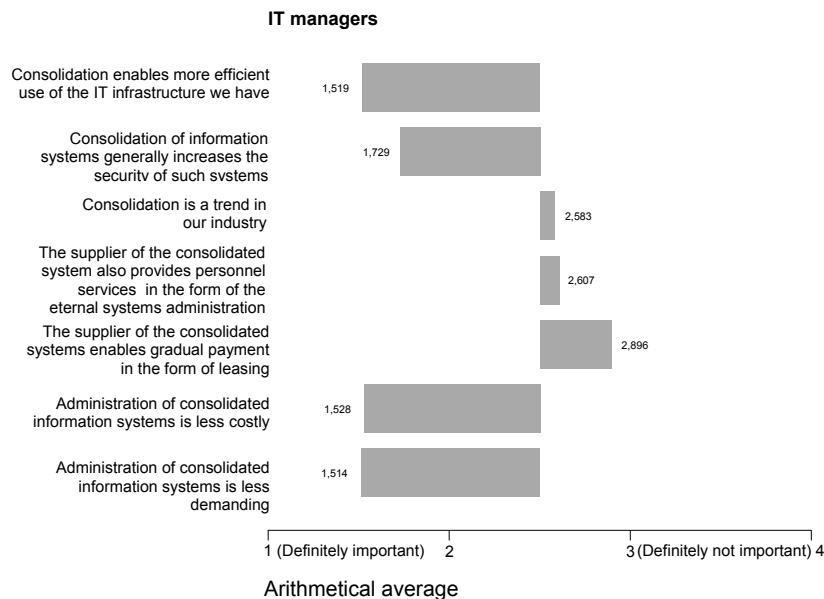 IT managers
Consolidation enables more efficient
use of the IT infrastructure we have
1,519
Consolidation of information
systems generally increases the
security of such systems
1,729
Consolidation is a trend in
our industry
2,583
The supplier of the consolidated
system also provides personnel
services in the form of the
eternal systems administration
2,607
The supplier of the consolidated
systems enables gradual payment
in the form of leasing
2,896
Administration of consolidated
information systems is less costly
1,528
Administration of consolidated
information systems is less
demanding
1,514
1 (Definitely important) 2 3 (Definitely not important) 4
Arithmetical average